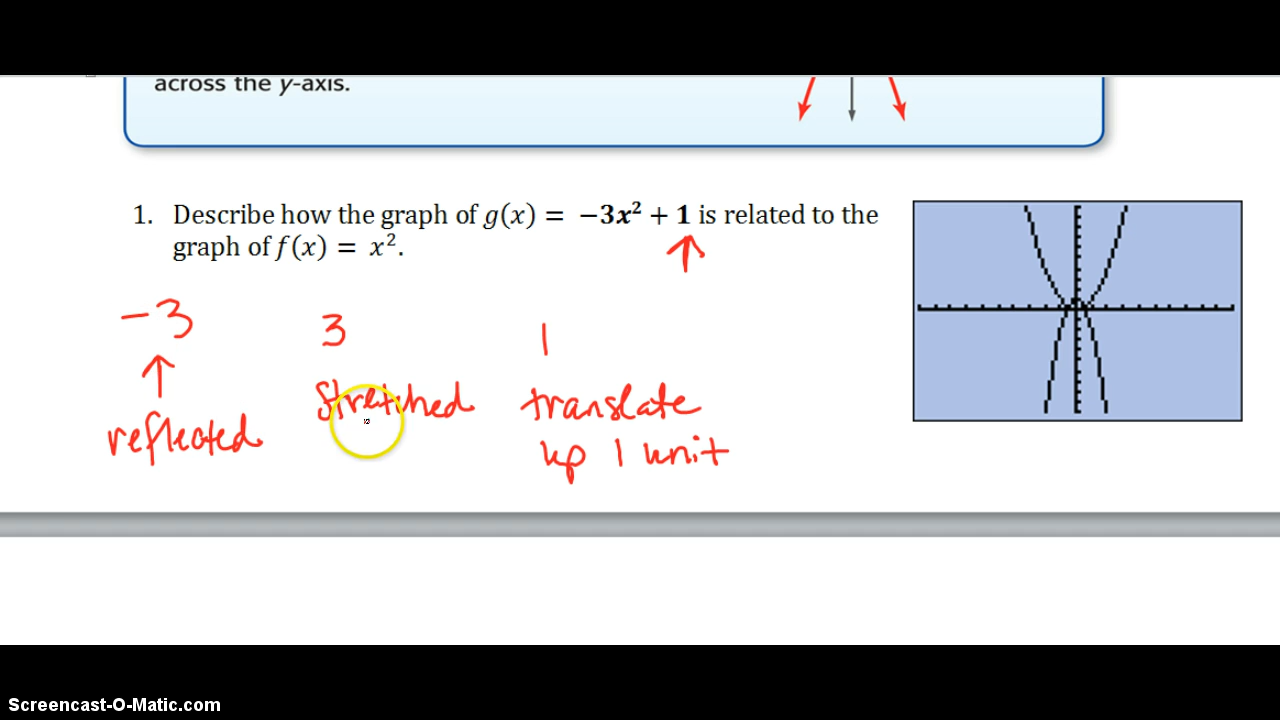 across the y-axis.
1. Describe how the graph of g(x) = −3x² + 1 is related to the
graph of f(x) = x².
−3 3 1
reflected stretched translate
up 1 unit
Screencast-O-Matic.com